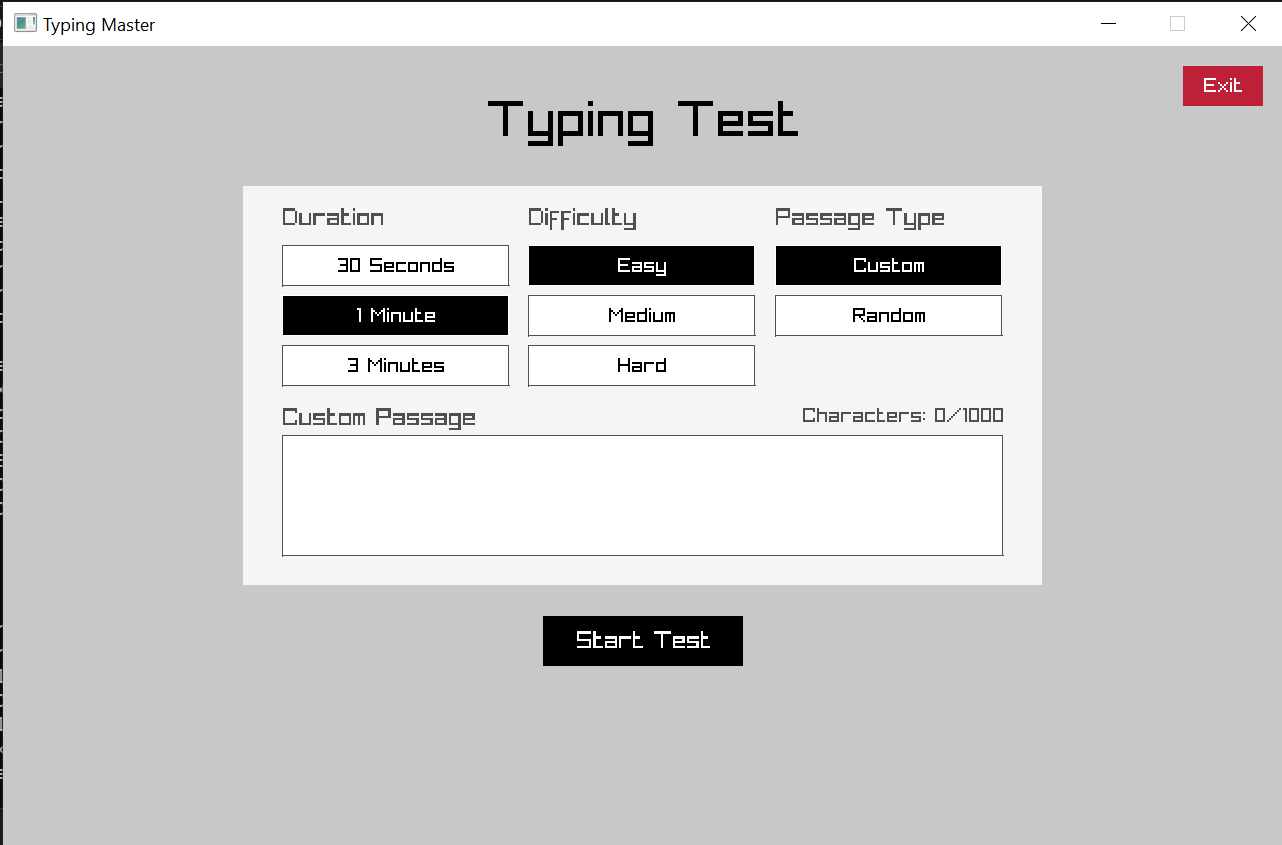 Typing Master
Exit
Typing Test
Duration
Difficulty
Passage Type
30 Seconds
Easy
Custom
1 Minute
Medium
Random
3 Minutes
Hard
Custom Passage
Characters: 0/1000
Start Test